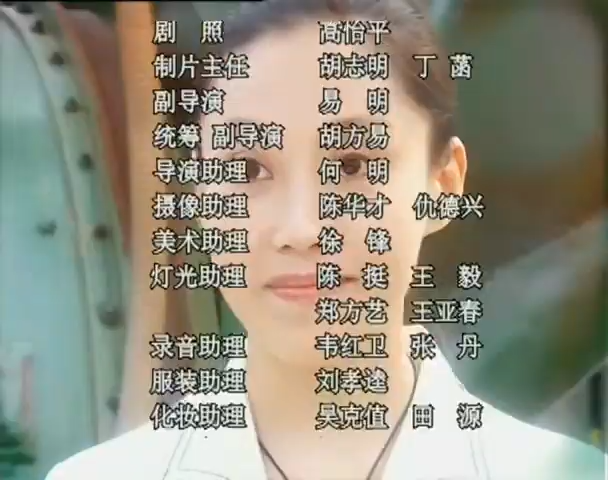 剧 照 高怡平
制片主任 胡志明 丁 菡
副导演 易 明
统筹 副导演 胡方易
导演助理 何 明
摄像助理 陈华才 仇德兴
美术助理 徐 锋
灯光助理 陈 挺 王 毅
郑方艺 王亚春
录音助理 韦红卫 张 丹
服装助理 刘孝逵
化妆助理 吴克值 田 源